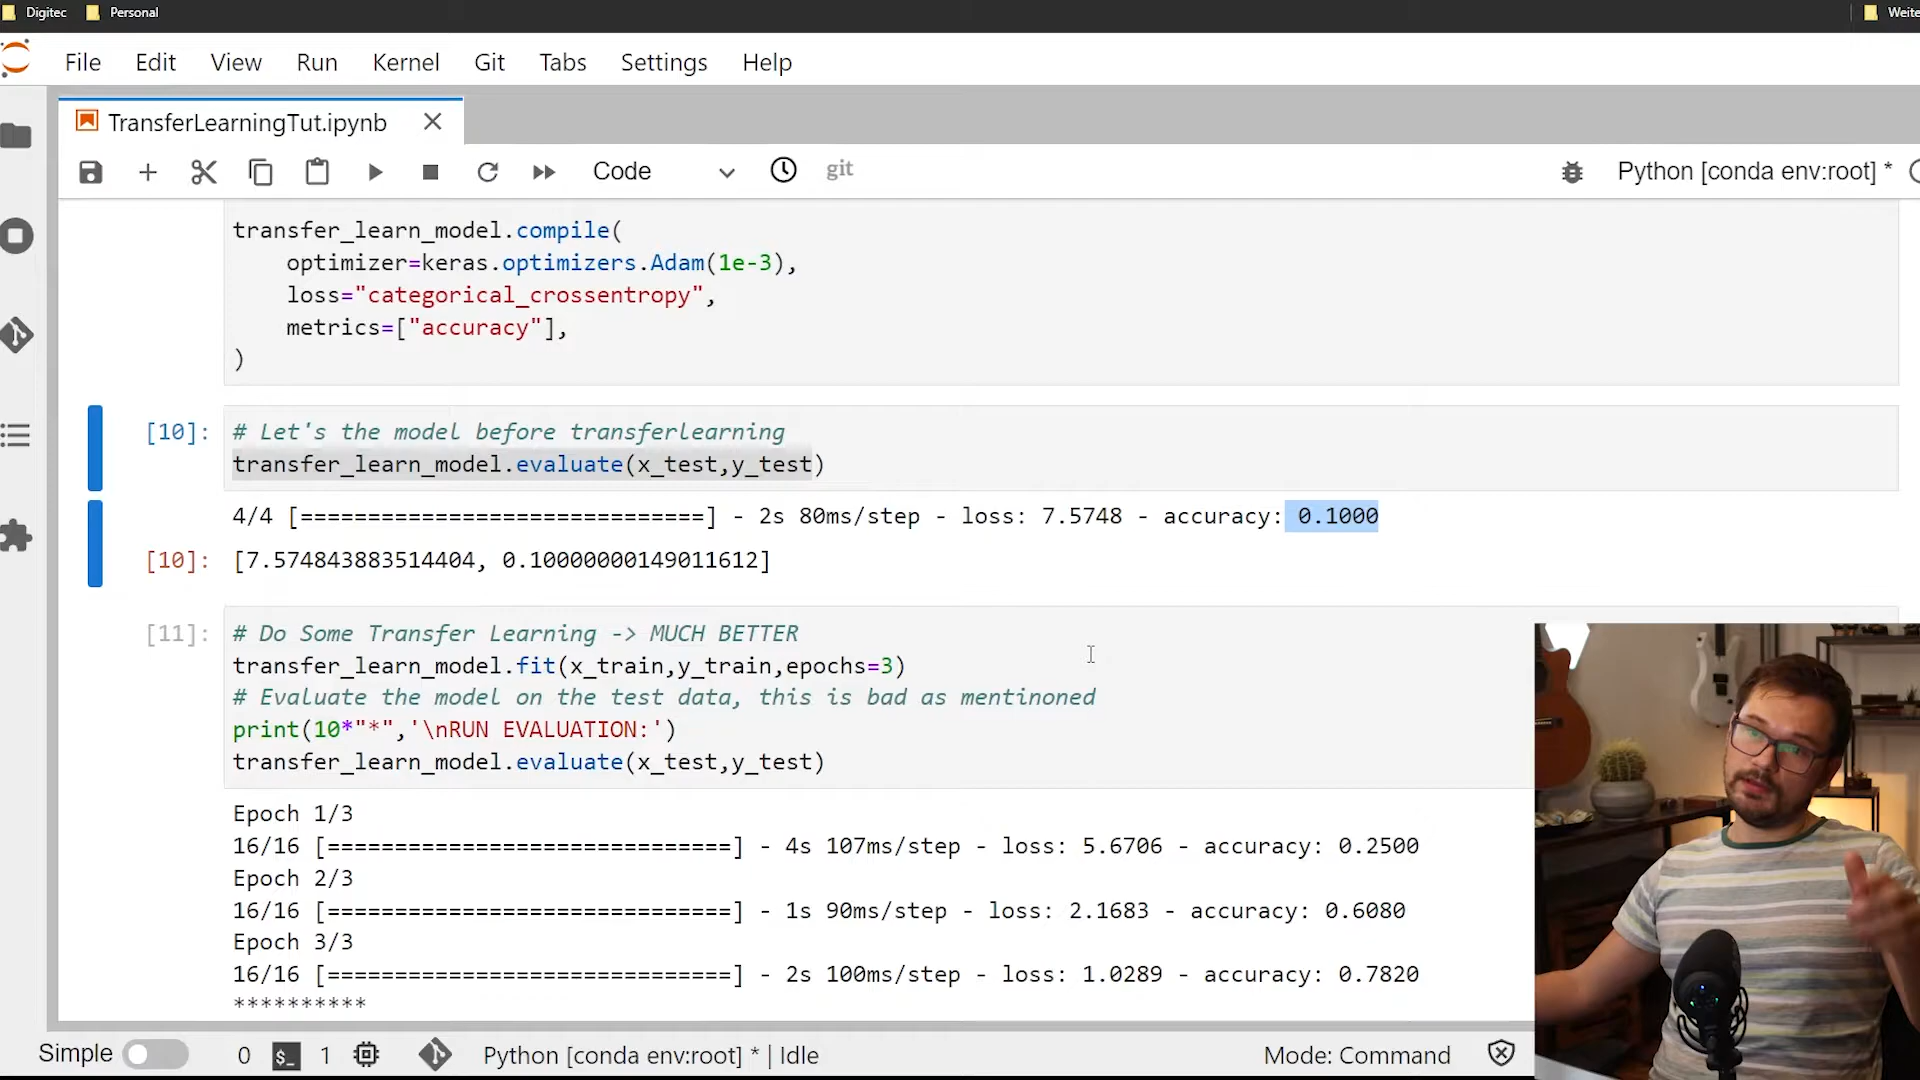 Digitec Personal Weite
File Edit View Run Kernel Git Tabs Settings Help
TransferLearningTut.ipynb
Code git Python [conda env:root] *
transfer_learn_model.compile(
    optimizer=keras.optimizers.Adam(1e-3),
    loss="categorical_crossentropy",
    metrics=["accuracy"],
)
[10]: # Let's the model before transferlearning
transfer_learn_model.evaluate(x_test,y_test)
4/4 [==============================] - 2s 80ms/step - loss: 7.5748 - accuracy: 0.1000
[10]: [7.574843883514404, 0.10000000149011612]
[11]: # Do Some Transfer Learning -> MUCH BETTER
transfer_learn_model.fit(x_train,y_train,epochs=3)
# Evaluate the model on the test data, this is bad as mentinoned
print(10*"*",'\nRUN EVALUATION:')
transfer_learn_model.evaluate(x_test,y_test)
Epoch 1/3
16/16 [==============================] - 4s 107ms/step - loss: 5.6706 - accuracy: 0.2500
Epoch 2/3
16/16 [==============================] - 1s 90ms/step - loss: 2.1683 - accuracy: 0.6080
Epoch 3/3
16/16 [==============================] - 2s 100ms/step - loss: 1.0289 - accuracy: 0.7820
**********
Simple 0 $_ 1 Python [conda env:root] * | Idle Mode: Command